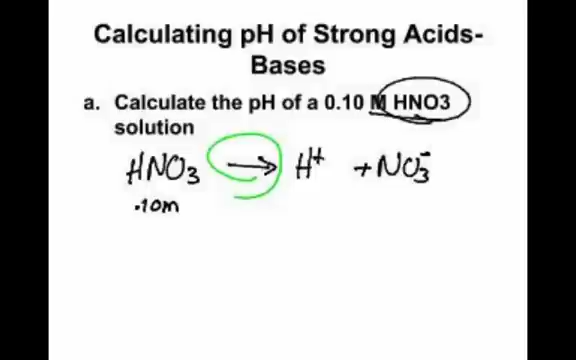 Calculating pH of Strong Acids-
Bases
a. Calculate the pH of a 0.10 M HNO3
solution
HNO₃ → H⁺ + NO₃⁻
.10m